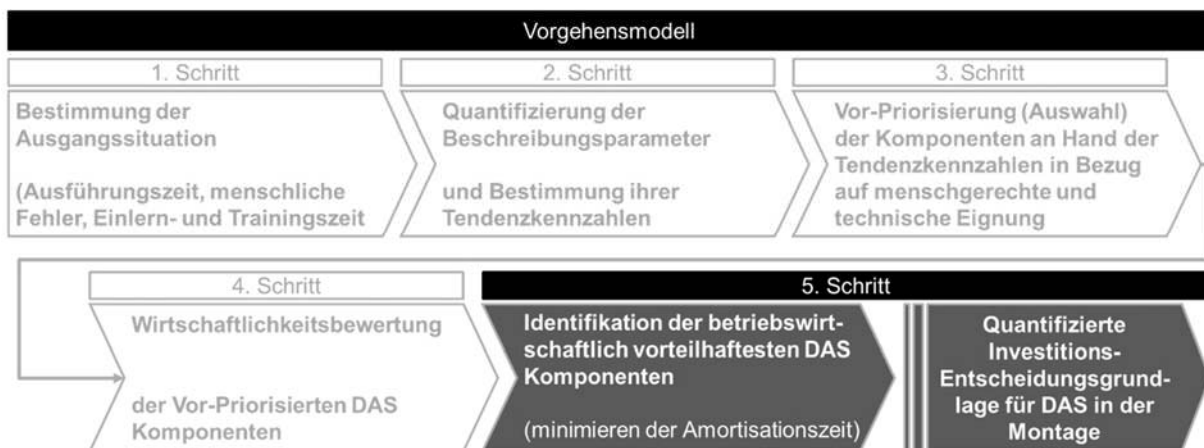 Vorgehensmodell
1. Schritt
Bestimmung der
Ausgangssituation
(Ausführungszeit, menschliche
Fehler, Einlern- und Trainingszeit
2. Schritt
Quantifizierung der
Beschreibungsparameter
und Bestimmung ihrer
Tendenzkennzahlen
3. Schritt
Vor-Priorisierung (Auswahl)
der Komponenten an Hand der
Tendenzkennzahlen in Bezug
auf menschgerechte und
technische Eignung
4. Schritt
Wirtschaftlichkeitsbewertung
der Vor-Priorisierten DAS
Komponenten
5. Schritt
Identifikation der betriebswirt-
schaftlich vorteilhaftesten DAS
Komponenten
(minimieren der Amortisationszeit)
Quantifizierte
Investitions-
Entscheidungsgrund-
lage für DAS in der
Montage